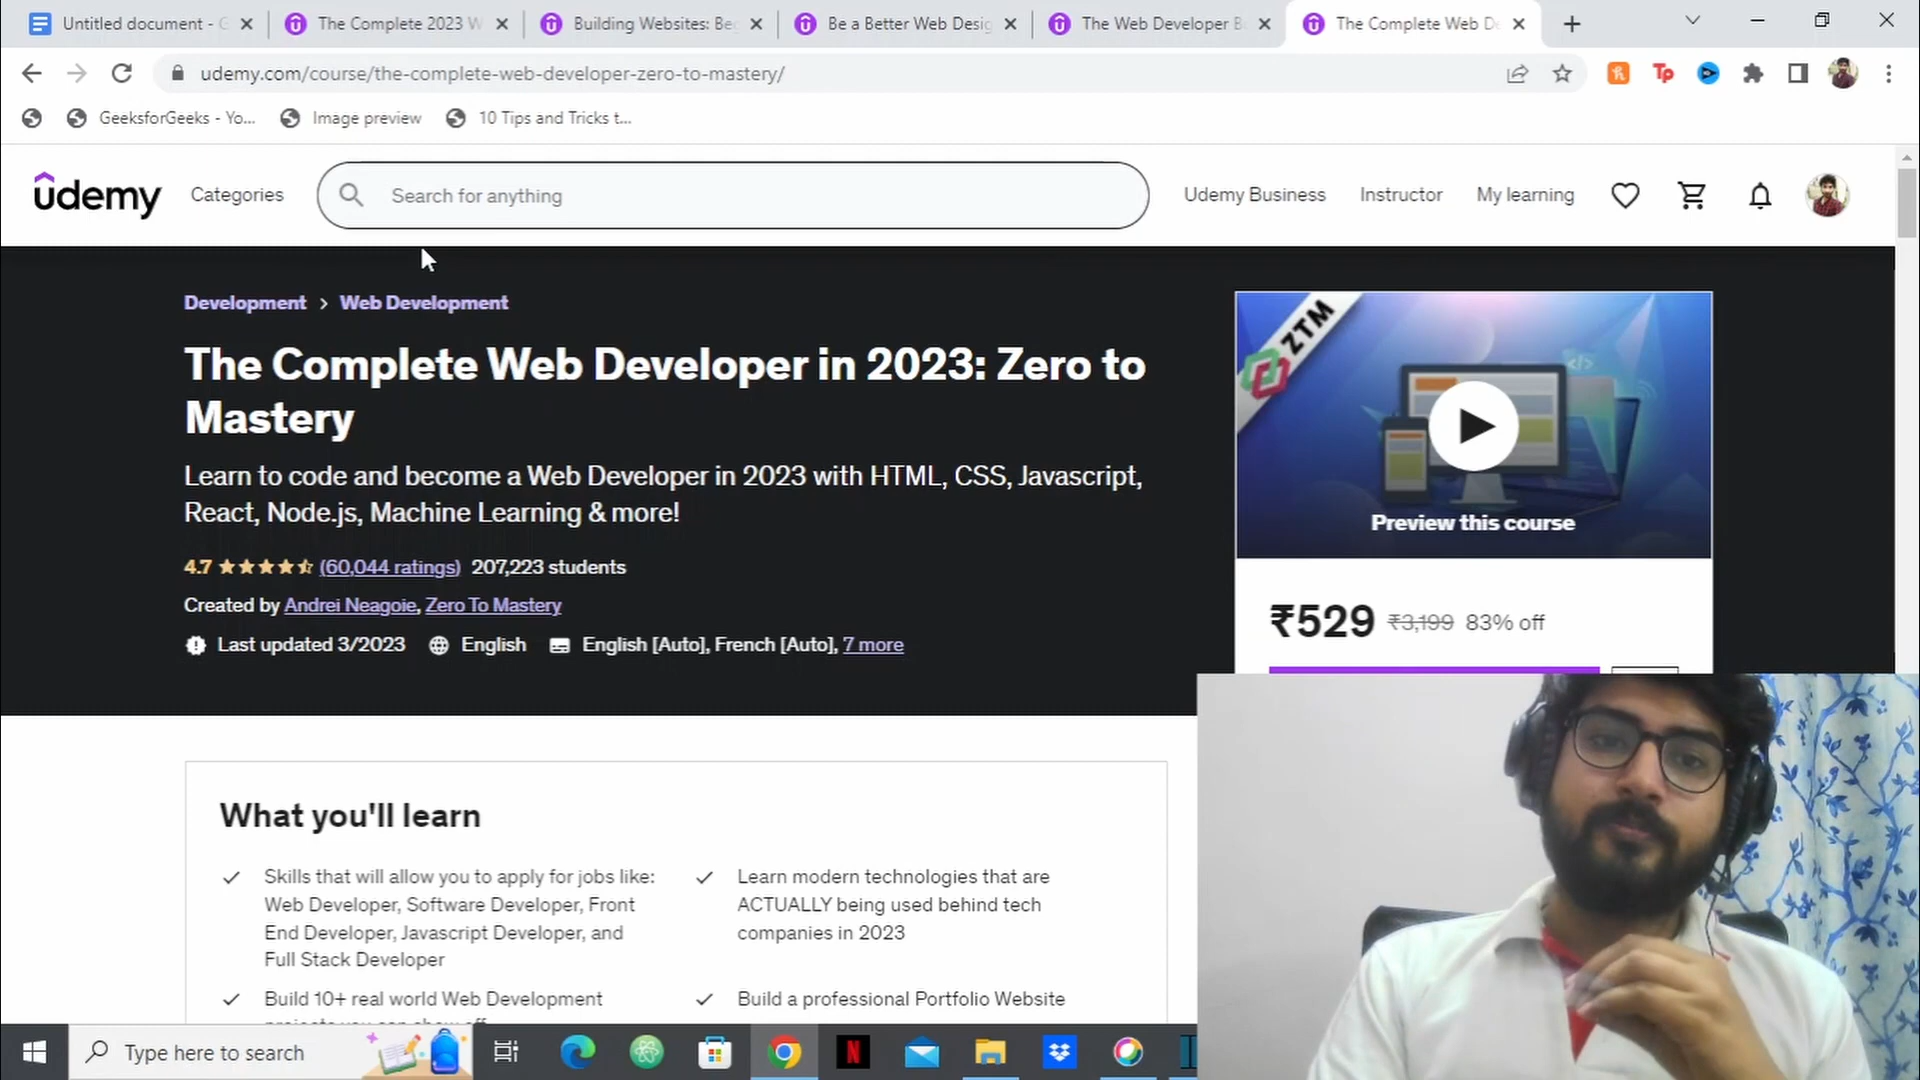 Untitled document - G
The Complete 2023 W
Building Websites: Be
Be a Better Web Desig
The Web Developer B
The Complete Web De
udemy.com/course/the-complete-web-developer-zero-to-mastery/
Tp
GeeksforGeeks - Yo...
Image preview
10 Tips and Tricks t...
udemy
Categories
Search for anything
Udemy Business
Instructor
My learning
Development > Web Development
The Complete Web Developer in 2023: Zero to
Mastery
Learn to code and become a Web Developer in 2023 with HTML, CSS, Javascript,
React, Node.js, Machine Learning & more!
4.7 (60,044 ratings) 207,223 students
Created by Andrei Neagoie, Zero To Mastery
Last updated 3/2023 English English [Auto], French [Auto], 7 more
ZTM
Preview this course
₹529 ₹3,199 83% off
What you'll learn
Skills that will allow you to apply for jobs like:
Web Developer, Software Developer, Front
End Developer, Javascript Developer, and
Full Stack Developer
Learn modern technologies that are
ACTUALLY being used behind tech
companies in 2023
Build 10+ real world Web Development
projects you can show off
Build a professional Portfolio Website
Type here to search
N